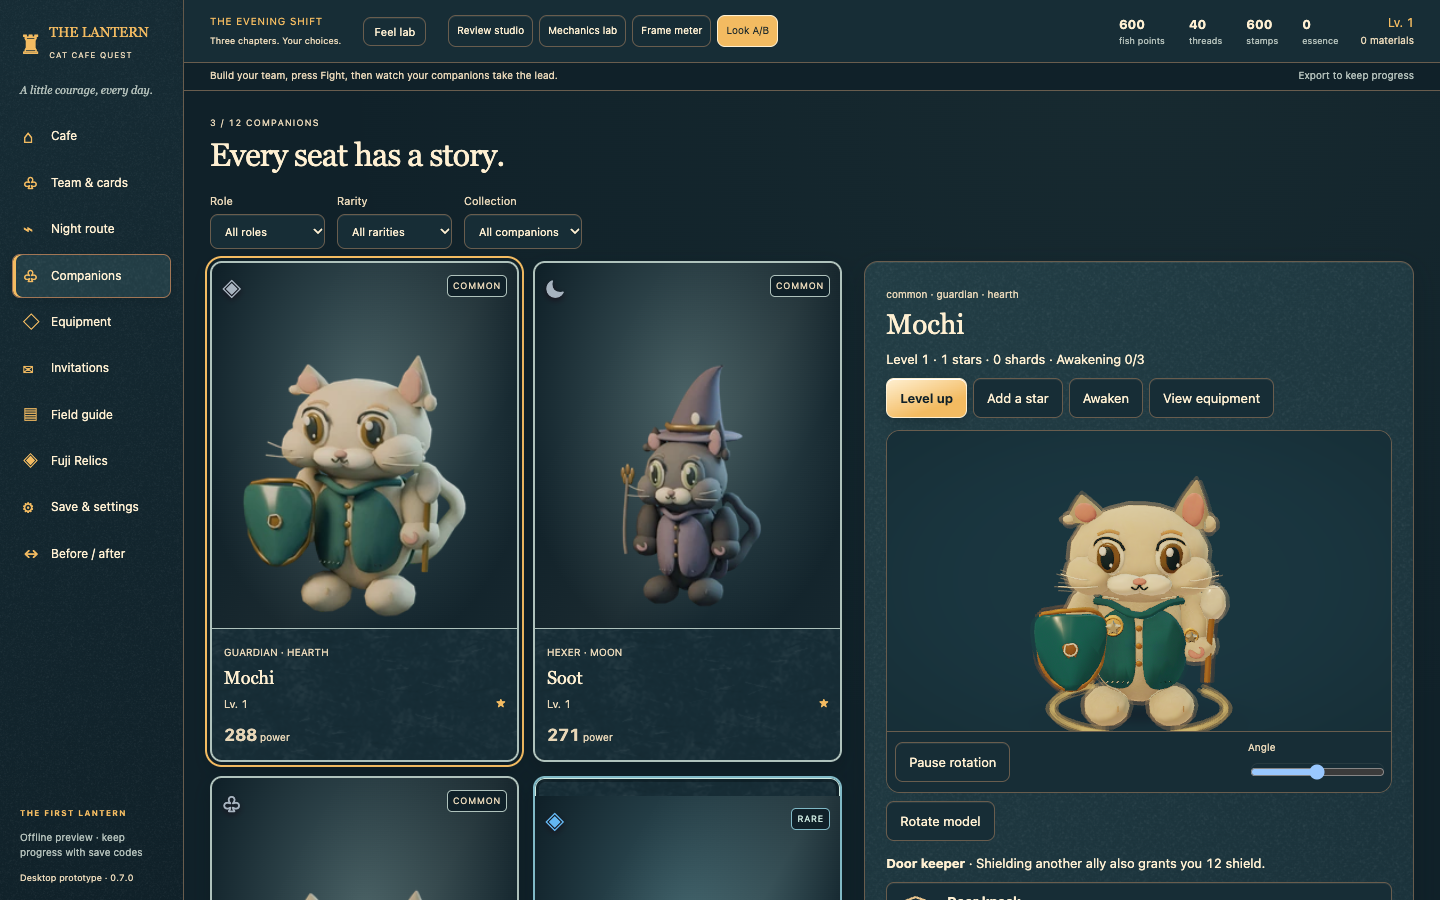 THE LANTERN
CAT CAFE QUEST
A little courage, every day.
Cafe
Team & cards
Night route
Companions
Equipment
Invitations
Field guide
Fuji Relics
Save & settings
Before / after
THE FIRST LANTERN
Offline preview · keep
progress with save codes
Desktop prototype · 0.7.0
THE EVENING SHIFT
Three chapters. Your choices.
Feel lab
Review studio
Mechanics lab
Frame meter
Look A/B
600
fish points
40
threads
600
stamps
0
essence
Lv. 1
0 materials
Build your team, press Fight, then watch your companions take the lead.
Export to keep progress
3 / 12 COMPANIONS
Every seat has a story.
Role
All roles
Rarity
All rarities
Collection
All companions
COMMON
GUARDIAN · HEARTH
Mochi
Lv. 1
288 power
COMMON
HEXER · MOON
Soot
Lv. 1
271 power
COMMON
RARE
common · guardian · hearth
Mochi
Level 1 · 1 stars · 0 shards · Awakening 0/3
Level up
Add a star
Awaken
View equipment
Pause rotation
Angle
Rotate model
Door keeper · Shielding another ally also grants you 12 shield.